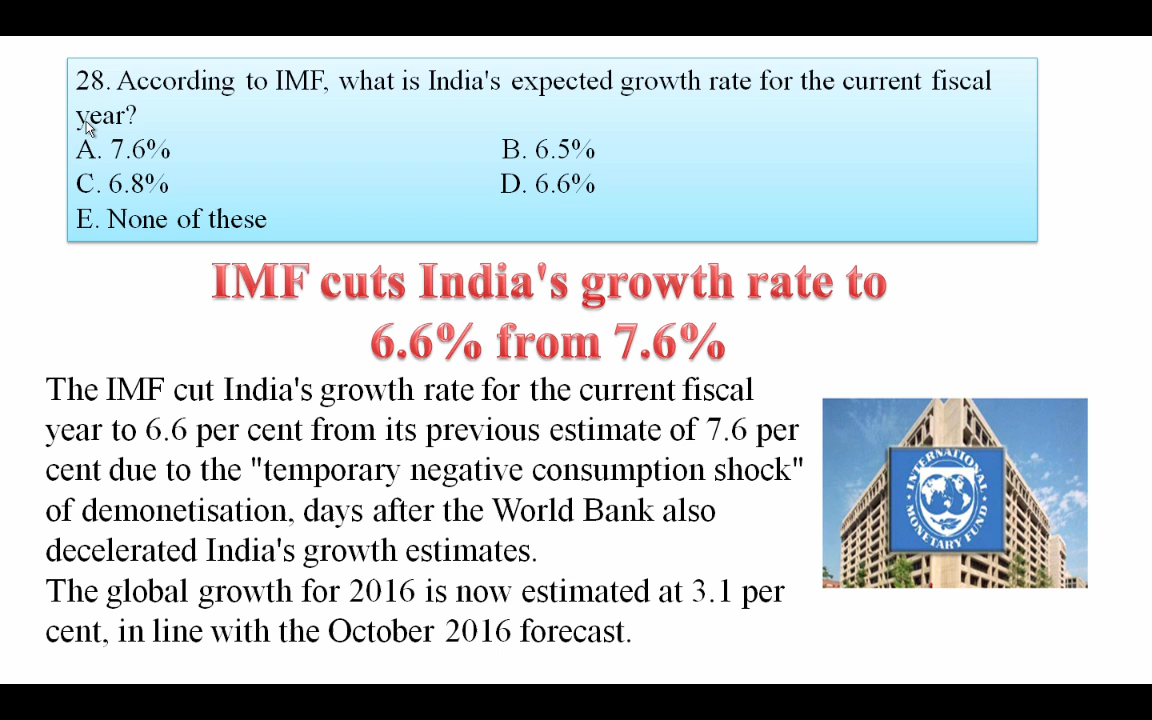 28. According to IMF, what is India's expected growth rate for the current fiscal
year?
A. 7.6% B. 6.5%
C. 6.8% D. 6.6%
E. None of these
IMF cuts India's growth rate to
6.6% from 7.6%
The IMF cut India's growth rate for the current fiscal
year to 6.6 per cent from its previous estimate of 7.6 per
cent due to the "temporary negative consumption shock"
of demonetisation, days after the World Bank also
decelerated India's growth estimates.
The global growth for 2016 is now estimated at 3.1 per
cent, in line with the October 2016 forecast.
INTERNATIONAL
MONETARY FUND